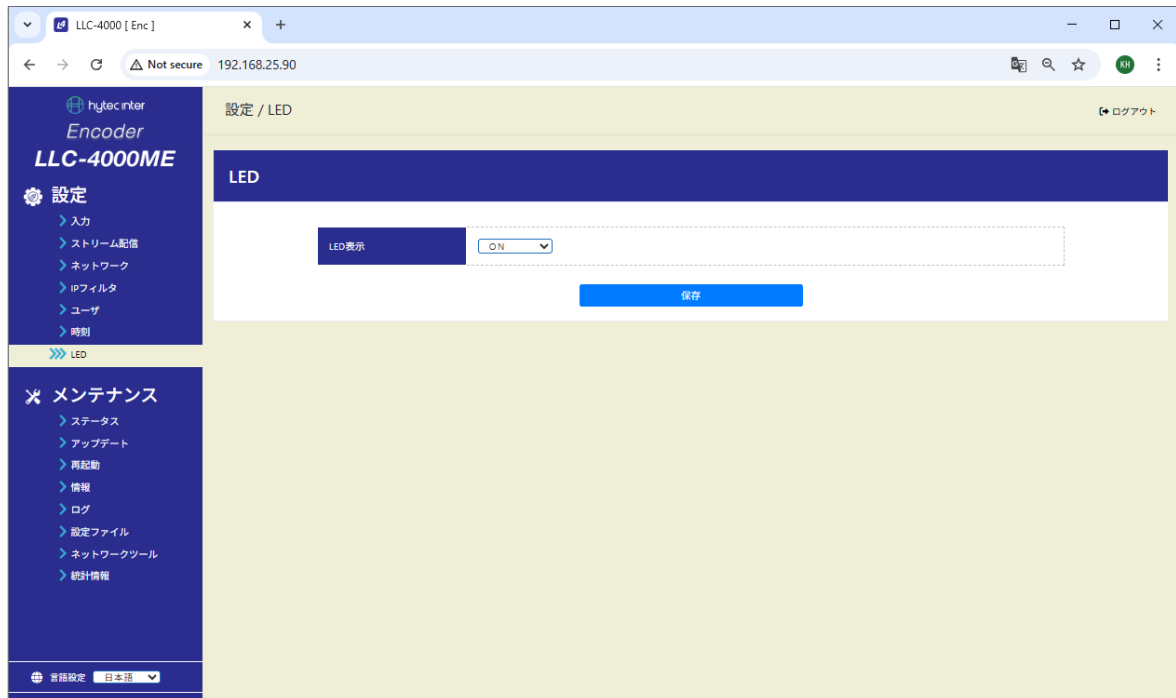 LLC-4000 [ Enc ]
Not secure 192.168.25.90
KH
hytec inter
Encoder
LLC-4000ME
設定
入力
ストリーム配信
ネットワーク
IPフィルタ
ユーザ
時刻
LED
メンテナンス
ステータス
アップデート
再起動
情報
ログ
設定ファイル
ネットワークツール
統計情報
言語設定 日本語
設定 / LED
ログアウト
LED
LED表示 ON
保存